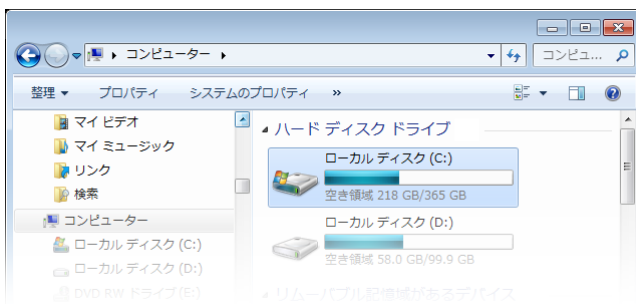 コンピューター
コンピュ...
整理 プロパティ システムのプロパティ »
マイ ビデオ
マイ ミュージック
リンク
検索
コンピューター
ローカル ディスク (C:)
ローカル ディスク (D:)
DVD RW ドライブ (E:)
ハード ディスク ドライブ
ローカル ディスク (C:)
空き領域 218 GB/365 GB
ローカル ディスク (D:)
空き領域 58.0 GB/99.9 GB
リムーバブル記憶域があるデバイス